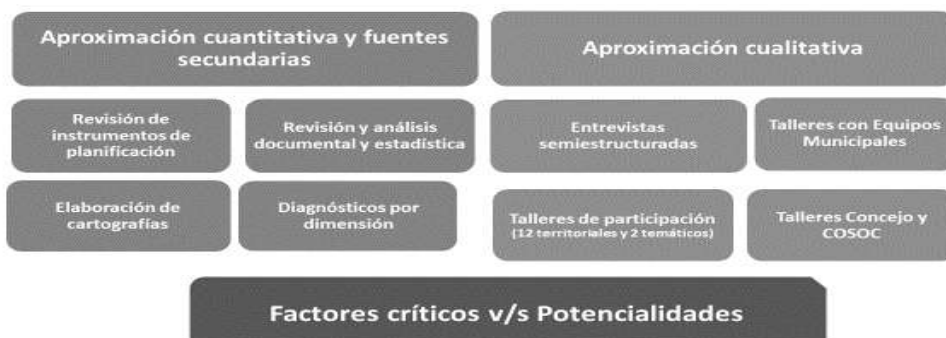 Aproximación cuantitativa y fuentes
secundarias
Aproximación cualitativa
Revisión de
instrumentos de
planificación
Revisión y análisis
documental y estadística
Entrevistas
semiestructuradas
Talleres con Equipos
Municipales
Elaboración de
cartografías
Diagnósticos por
dimensión
Talleres de participación
(12 territoriales y 2 temáticos)
Talleres Concejo y
COSOC
Factores críticos v/s Potencialidades